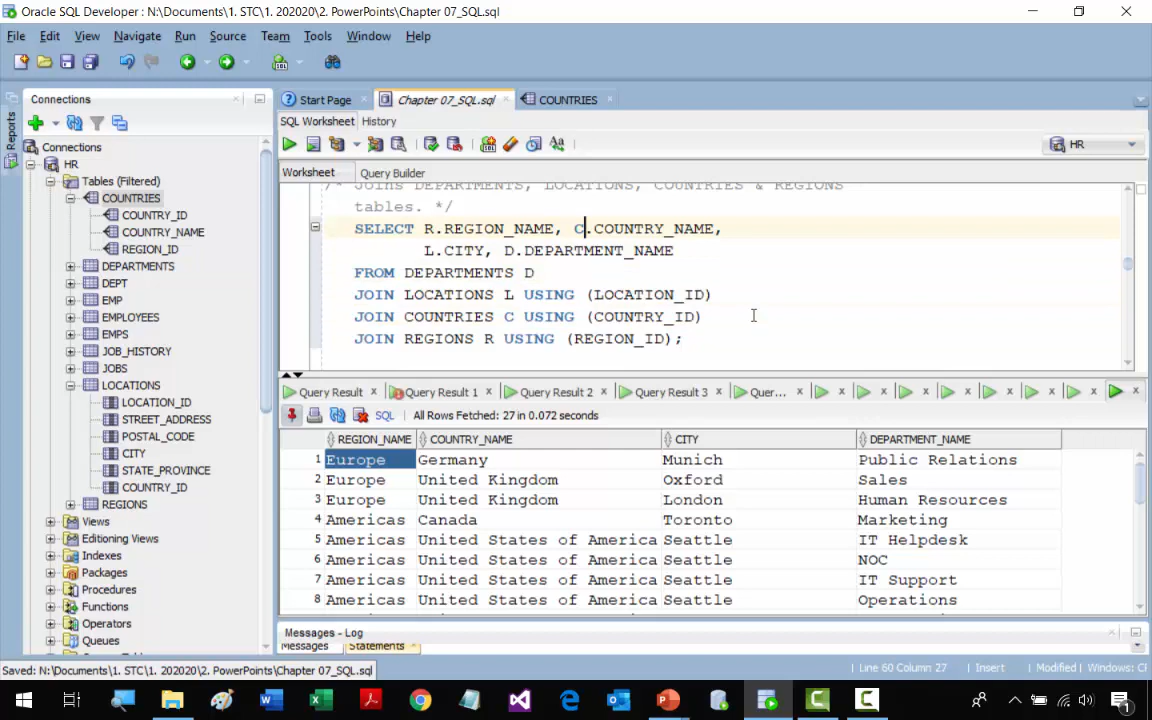 Oracle SQL Developer : N:\Documents\1. STC\1. 202020\2. PowerPoints\Chapter 07_SQL.sql
File Edit View Navigate Run Source Team Tools Window Help
Connections
Start Page Chapter 07_SQL.sql COUNTRIES
SQL Worksheet History
HR
Worksheet Query Builder
Reports
Connections
HR
Tables (Filtered)
COUNTRIES
COUNTRY_ID
COUNTRY_NAME
REGION_ID
DEPARTMENTS
DEPT
EMP
EMPLOYEES
EMPS
JOB_HISTORY
JOBS
LOCATIONS
LOCATION_ID
STREET_ADDRESS
POSTAL_CODE
CITY
STATE_PROVINCE
COUNTRY_ID
REGIONS
Views
Editioning Views
Indexes
Packages
Procedures
Functions
Operators
Queues
/* Joins DEPARTMENTS, LOCATIONS, COUNTRIES & REGIONS
tables. */
SELECT R.REGION_NAME, C.COUNTRY_NAME,
L.CITY, D.DEPARTMENT_NAME
FROM DEPARTMENTS D
JOIN LOCATIONS L USING (LOCATION_ID)
JOIN COUNTRIES C USING (COUNTRY_ID)
JOIN REGIONS R USING (REGION_ID);
Query Result Query Result 1 Query Result 2 Query Result 3 Quer...
SQL All Rows Fetched: 27 in 0.072 seconds
REGION_NAME COUNTRY_NAME CITY DEPARTMENT_NAME
1 Europe Germany Munich Public Relations
2 Europe United Kingdom Oxford Sales
3 Europe United Kingdom London Human Resources
4 Americas Canada Toronto Marketing
5 Americas United States of America Seattle IT Helpdesk
6 Americas United States of America Seattle NOC
7 Americas United States of America Seattle IT Support
8 Americas United States of America Seattle Operations
Messages - Log
Messages Statements
Saved: N:\Documents\1. STC\1. 202020\2. PowerPoints\Chapter 07_SQL.sql
Line 60 Column 27 Insert Modified Windows: CF
1